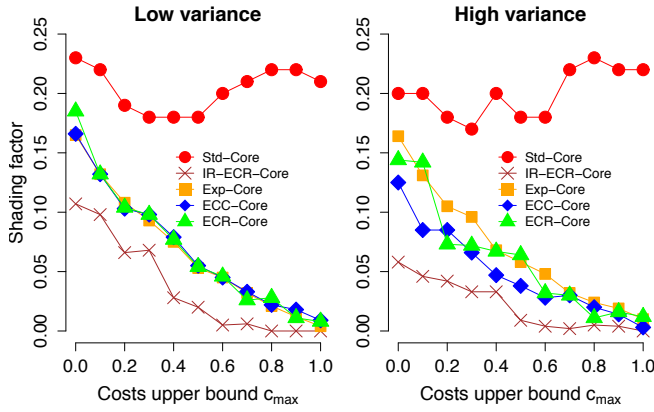 Low variance
High variance
Shading factor
0.25
0.20
0.15
0.10
0.05
0.00
Std−Core
IR−ECR−Core
Exp−Core
ECC−Core
ECR−Core
0.0 0.2 0.4 0.6 0.8 1.0
Costs upper bound cmax
0.25
0.20
0.15
0.10
0.05
0.00
Std−Core
IR−ECR−Core
Exp−Core
ECC−Core
ECR−Core
0.0 0.2 0.4 0.6 0.8 1.0
Costs upper bound cmax